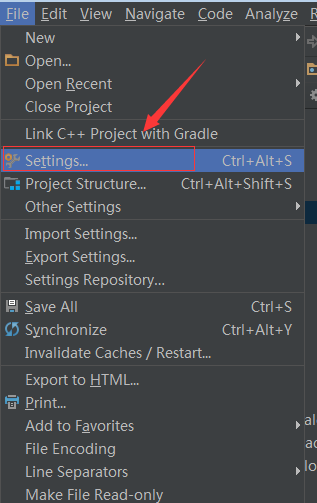 File Edit View Navigate Code Analyze
New
Open...
Open Recent
Close Project
Link C++ Project with Gradle
Settings... Ctrl+Alt+S
Project Structure... Ctrl+Alt+Shift+S
Other Settings
Import Settings...
Export Settings...
Settings Repository...
Save All Ctrl+S
Synchronize Ctrl+Alt+Y
Invalidate Caches / Restart...
Export to HTML...
Print...
Add to Favorites
File Encoding
Line Separators
Make File Read-only